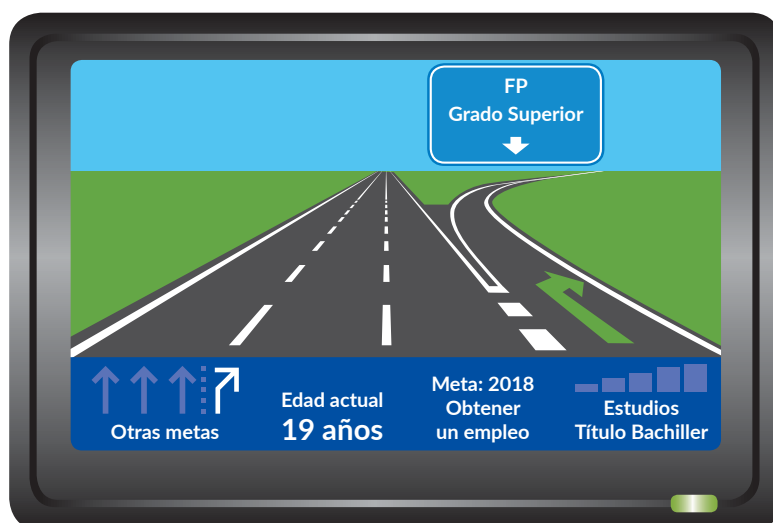 FP
Grado Superior
Otras metas
Edad actual
19 años
Meta: 2018
Obtener
un empleo
Estudios
Título Bachiller